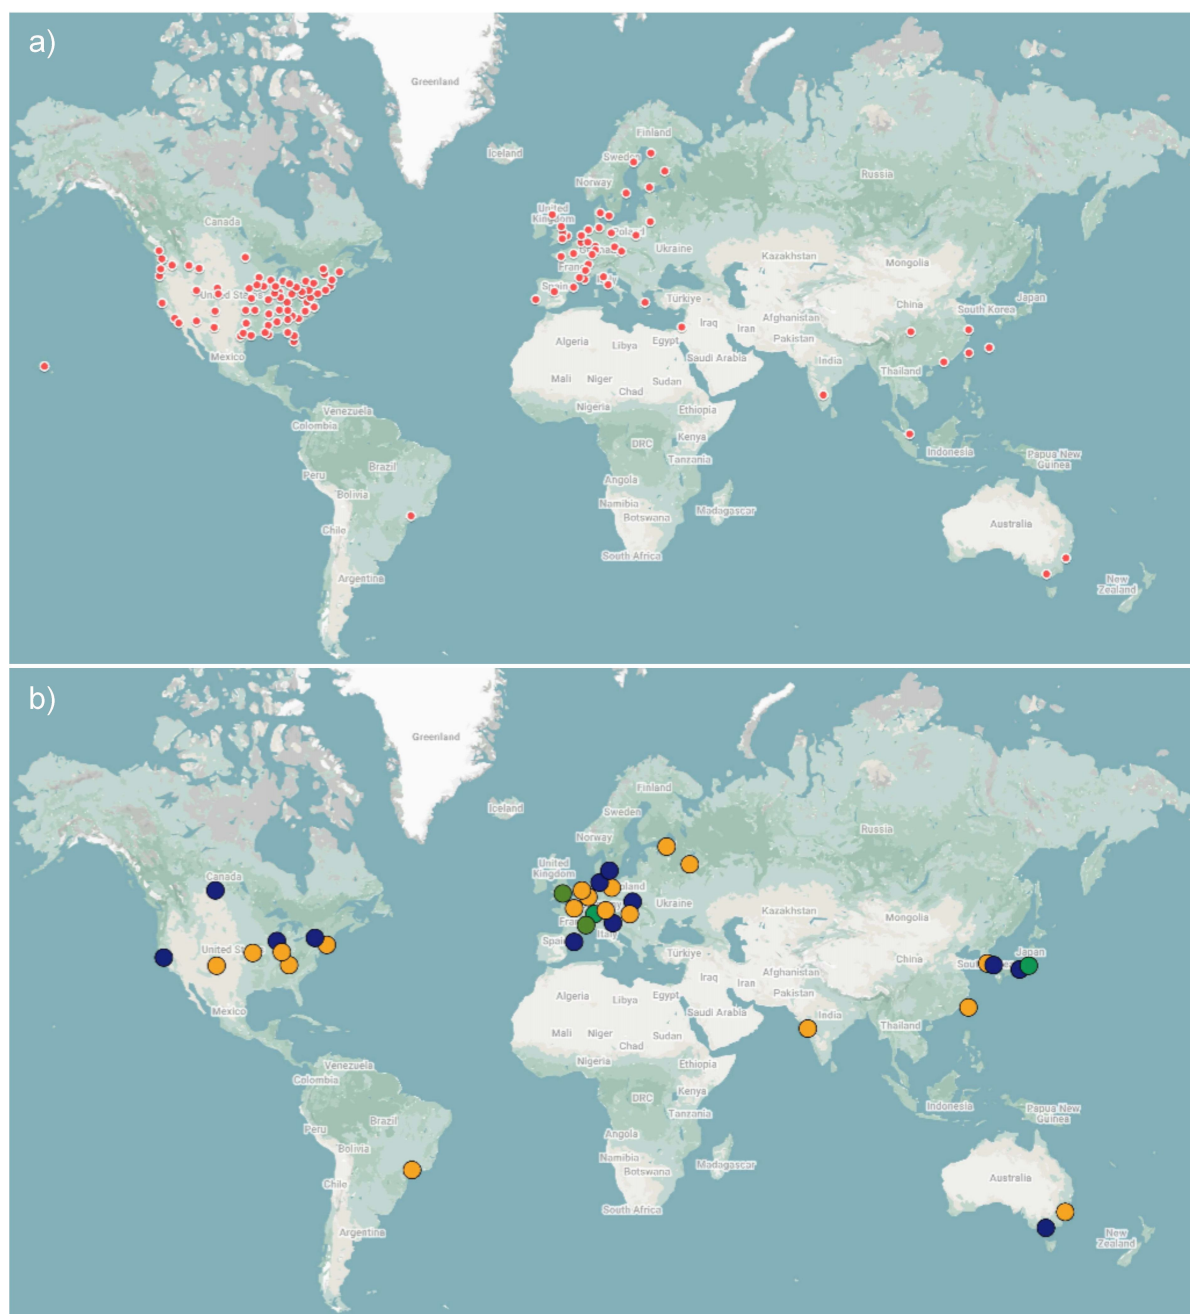 a)
Greenland
Iceland
Finland
Sweden
Norway
Russia
Canada
United
Kingdom
Poland
Ukraine
Kazakhstan
Mongolia
France
Italy
Spain
Türkiye
United States
China
Japan
South Korea
Iraq
Iran
Afghanistan
Pakistan
Algeria
Libya
Egypt
Saudi Arabia
Mexico
India
Thailand
Mali
Niger
Chad
Sudan
Nigeria
Ethiopia
Venezuela
Colombia
DRC
Kenya
Tanzania
Indonesia
Papua New
Guinea
Brazil
Peru
Bolivia
Angola
Namibia
Botswana
Madagascar
Chile
Australia
South Africa
Argentina
New
Zealand
b)
Greenland
Iceland
Finland
Sweden
Norway
Russia
Canada
United
Kingdom
Poland
Ukraine
Kazakhstan
Mongolia
Italy
Spain
Türkiye
China
Japan
Iraq
Iran
Afghanistan
Pakistan
Algeria
Libya
Egypt
Saudi Arabia
Mexico
India
Thailand
Mali
Niger
Chad
Sudan
Nigeria
Ethiopia
Venezuela
Colombia
DRC
Kenya
Tanzania
Indonesia
Papua New
Guinea
Brazil
Peru
Bolivia
Angola
Namibia
Botswana
Madagascar
Chile
Australia
South Africa
Argentina
New
Zealand